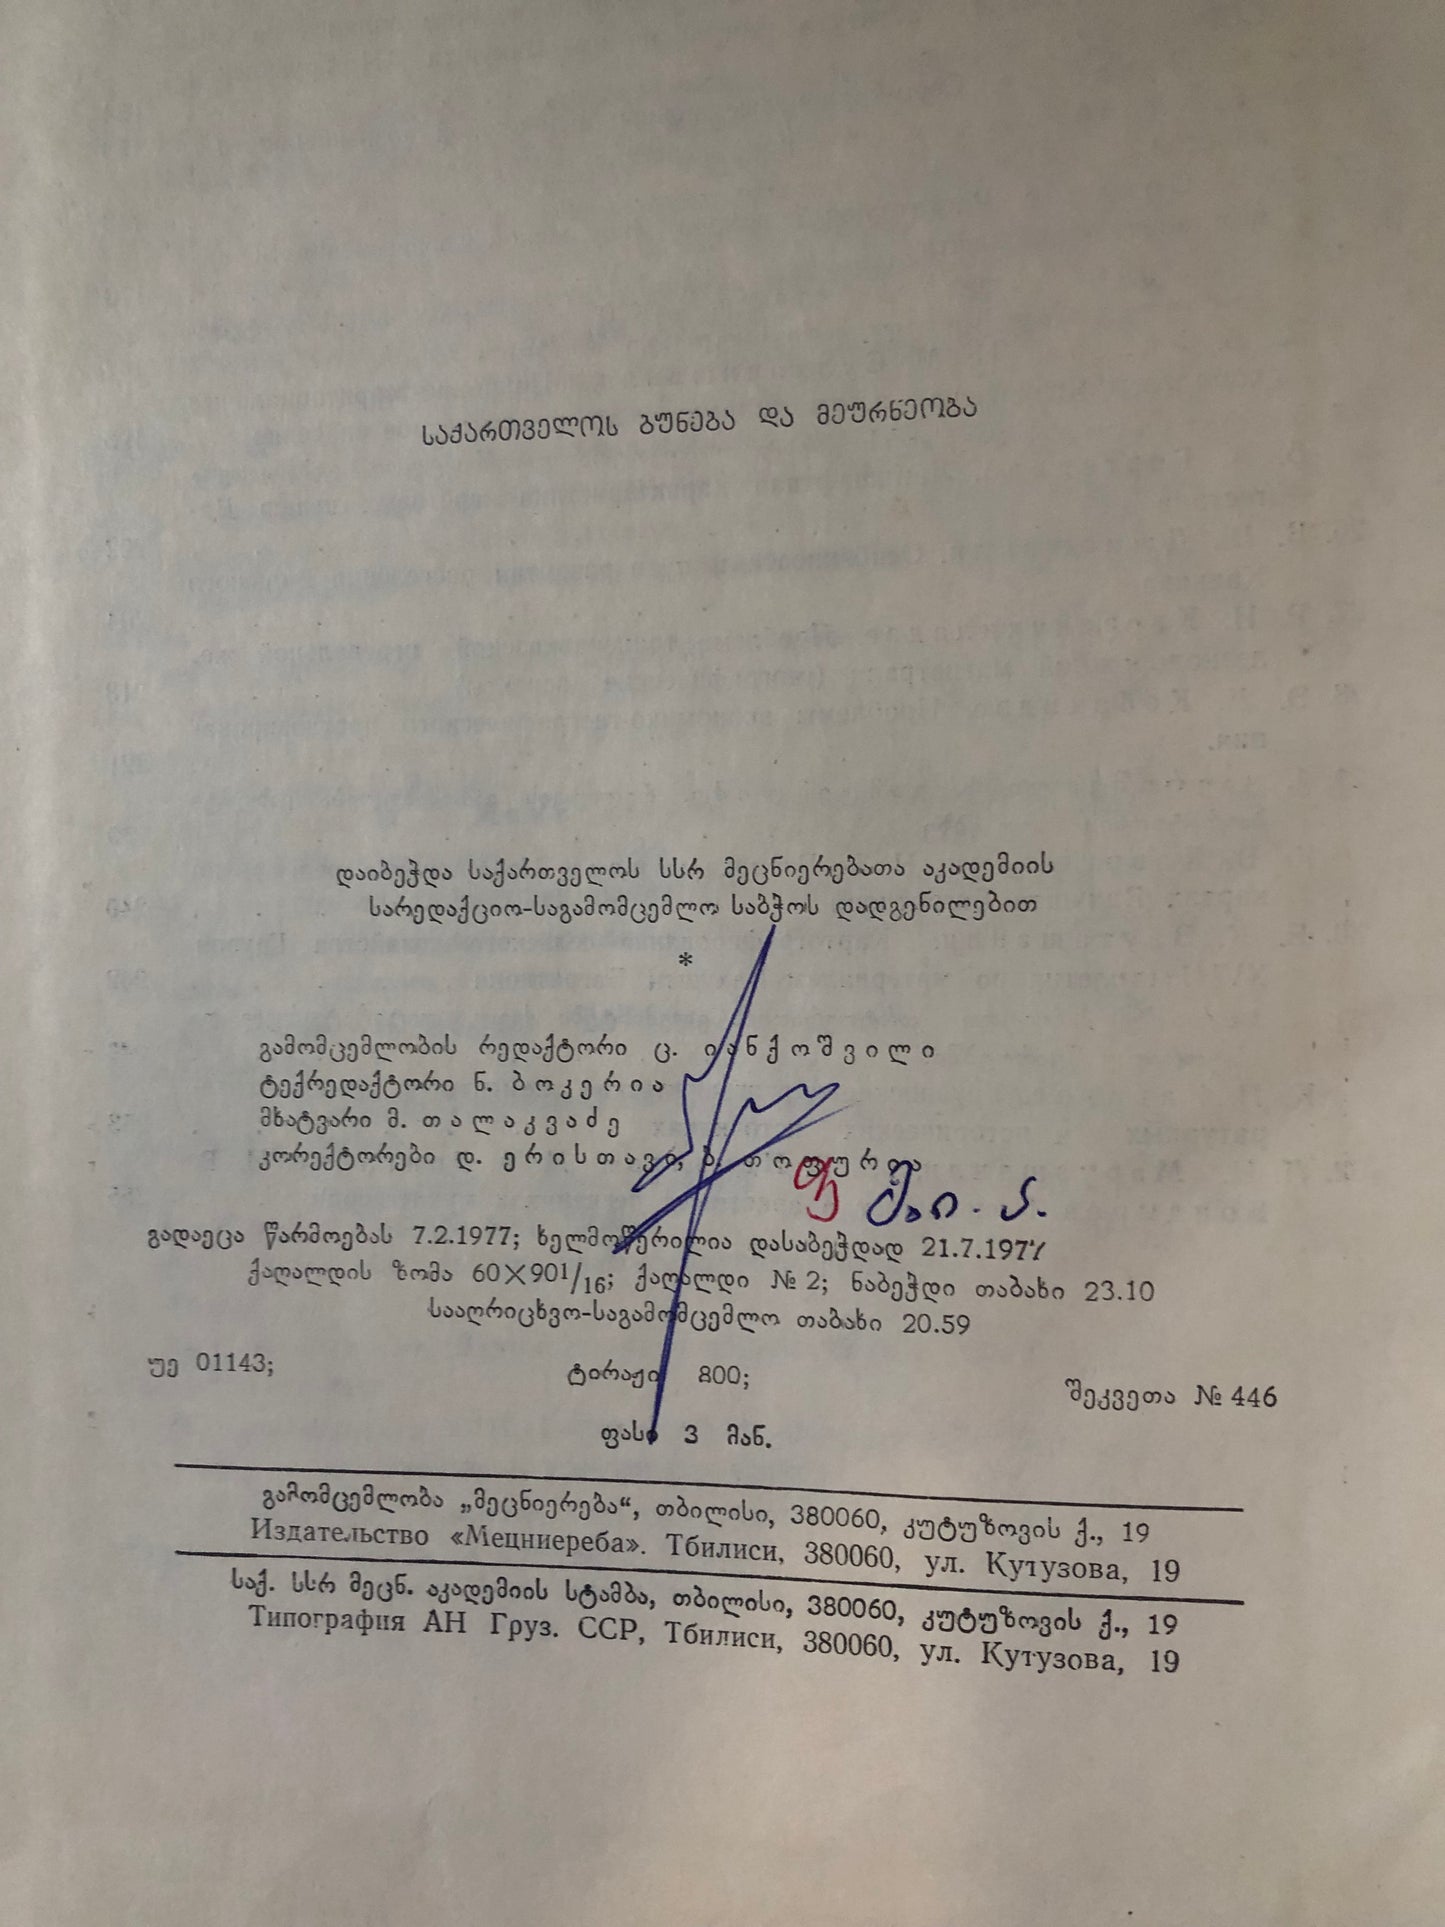 საქართველოს ბუნება და მეურნეობა
დაიბეჭდა საქართველოს სსრ მეცნიერებათა აკადემიის
სარედაქციო-საგამომცემლო საბჭოს დადგენილებით
*
გამომცემლობის რედაქტორი ც. იანქოშვილი
ტექრედაქტორი ნ. ბოკერია
მხატვარი მ. თალაკვაძე
კორექტორები დ. ერისთავი, ბ. თოფურია
გადაეცა წარმოებას 7.2.1977; ხელმოწერილია დასაბეჭდად 21.7.1977
ქაღალდის ზომა 60×901/16; ქაღალდი № 2; ნაბეჭდი თაბახი 23.10
სააღრიცხვო-საგამომცემლო თაბახი 20.59
უე 01143; ტირაჟი 800; შეკვეთა № 446
ფასი 3 მან.
გამომცემლობა „მეცნიერება“, თბილისი, 380060, კუტუზოვის ქ., 19
Издательство «Мецниереба». Тбилиси, 380060, ул. Кутузова, 19
საქ. სსრ მეცნ. აკადემიის სტამბა, თბილისი, 380060, კუტუზოვის ქ., 19
Типография АН Груз. ССР, Тбилиси, 380060, ул. Кутузова, 19